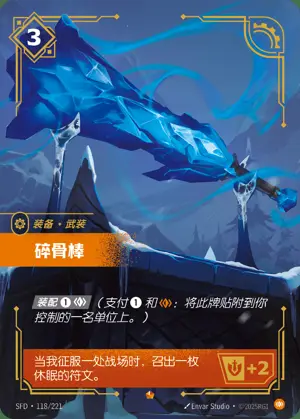 3
装备·武装
碎骨棒
装配 1 （支付 1 和 ：将此牌贴附到你
控制的一名单位上。）
当我征服一处战场时，召出一枚
休眠的符文。
+2
SFD · 118/221
Envar Studio ©2025RGI